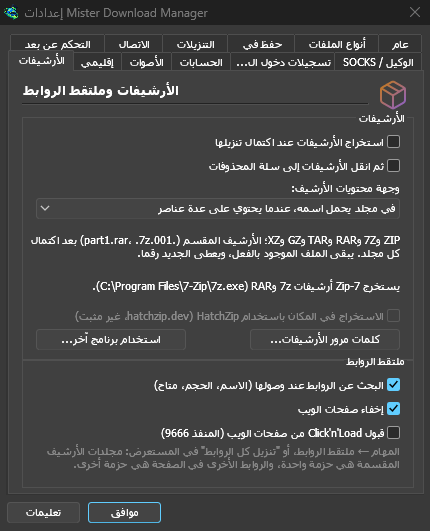 إعدادات | Mister Download Manager
عام
أنواع الملفات
حفظ في
التنزيلات
الاتصال
التحكم عن بعد
الوكيل / SOCKS
تسجيلات دخول ال...
الحسابات
الأصوات
إقليمي
الأرشيفات
الأرشيفات وملتقط الروابط
الأرشيفات
استخراج الأرشيفات عند اكتمال تنزيلها
ثم انقل الأرشيفات إلى سلة المحذوفات
وجهة محتويات الأرشيف:
في مجلد يحمل اسمه، عندما يحتوي على عدة عناصر
ZIP و7Z وRAR وTAR وGZ وXZ؛ الأرشيف المقسم (.part1.rar، .7z.001) بعد اكتمال
كل مجلد. يبقى الملف الموجود بالفعل، ويعطى الجديد رقما.
يستخرج 7-Zip أرشيفات 7z وRAR (C:\Program Files\7-Zip\7z.exe).
الاستخراج في المكان باستخدام HatchZip (hatchzip.dev، غير مثبت)
كلمات مرور الأرشيفات...
استخدام برنامج آخر...
ملتقط الروابط
البحث عن الروابط عند وصولها (الاسم، الحجم، متاح)
إخفاء صفحات الويب
قبول Click'n'Load من صفحات الويب (المنفذ 9666)
المهام ← ملتقط الروابط، أو "تنزيل كل الروابط" في المستعرض: مجلدات الأرشيف
المقسمة هي حزمة واحدة، والروابط الأخرى في الصفحة هي حزمة أخرى.
موافق
تعليمات